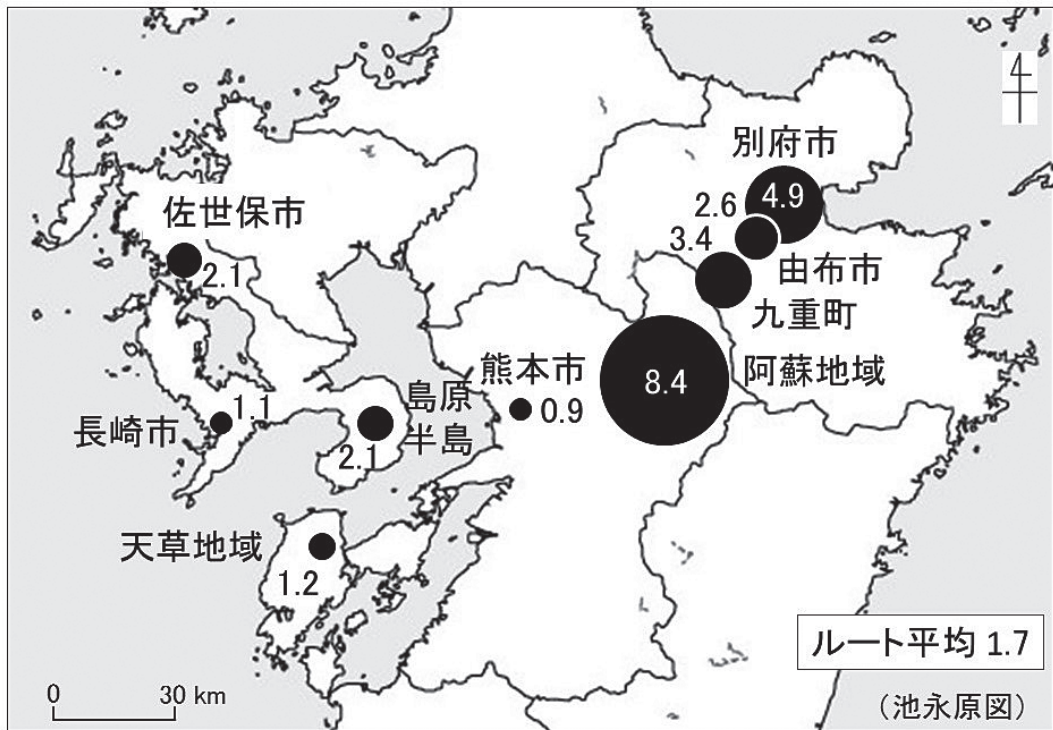 別府市
4.9
2.6
佐世保市
3.4
由布市
2.1
九重町
熊本市
阿蘇地域
8.4
島原
半島
1.1
0.9
長崎市
2.1
天草地域
1.2
ルート平均 1.7
0 30 km
（池永原図）